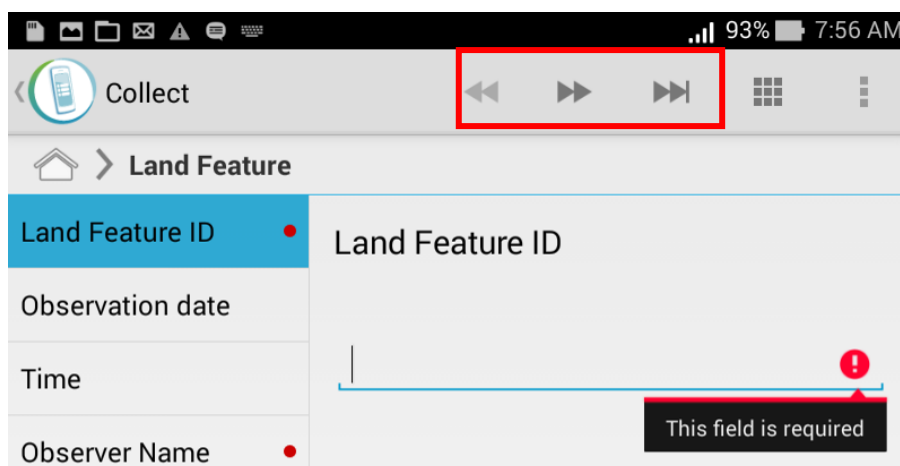 93% 7:56 AM
Collect
Land Feature
Land Feature ID
Observation date
Time
Observer Name
Land Feature ID
This field is required